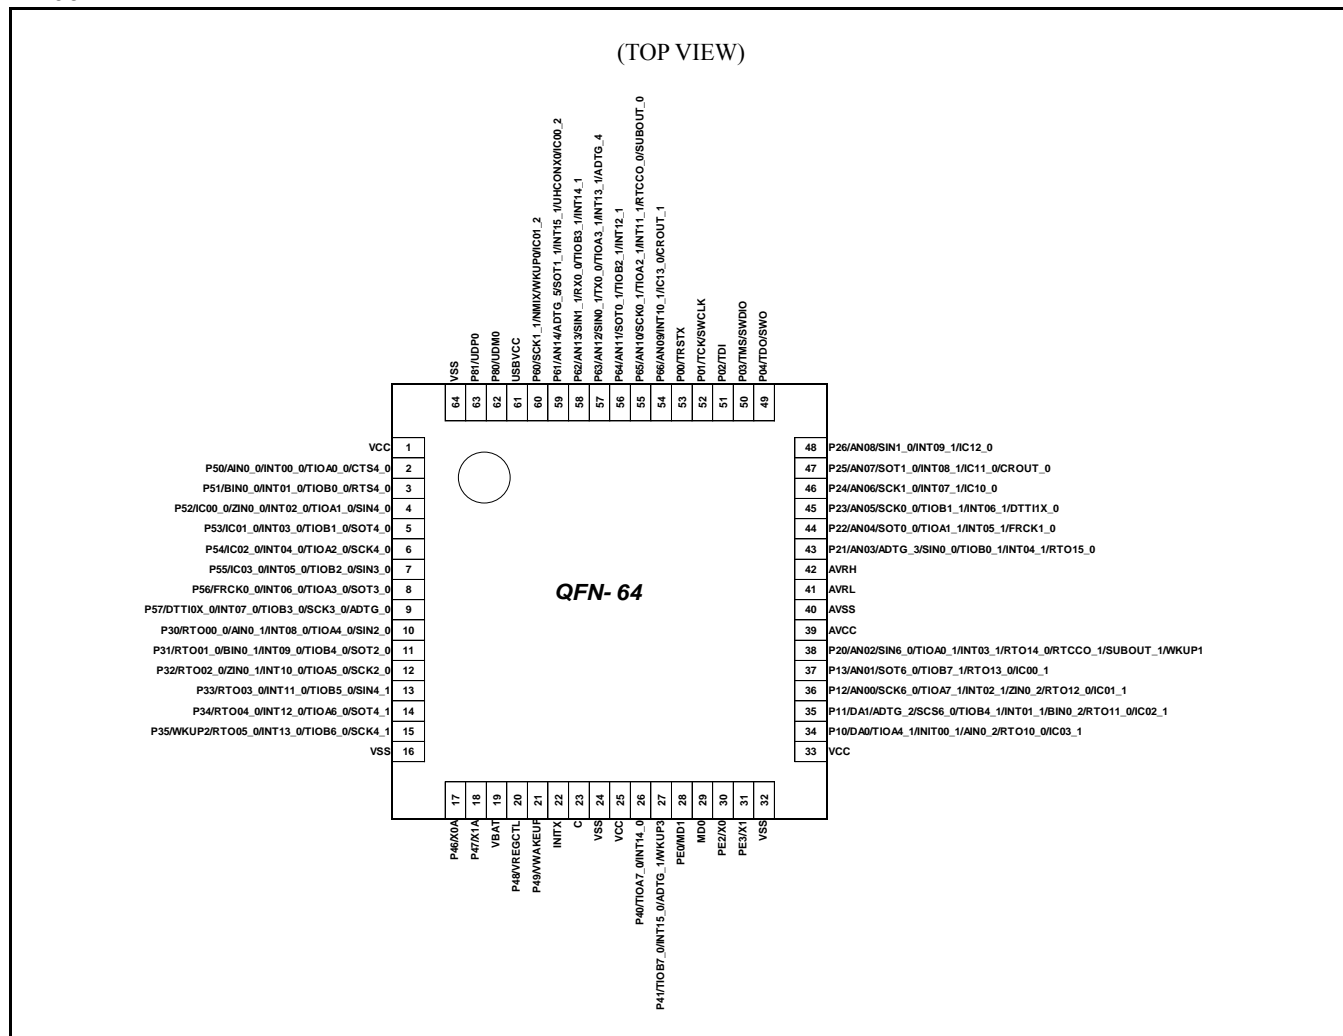 (TOP VIEW)
VSS
P81/UDP0
P80/UDM0
USBVCC
P60/SCK1_1/NMIX/WKUP0/IC01_2
P61/AN14/ADTG_5/SOT1_1/INT15_1/UHCONX0/IC00_2
P62/AN13/SIN1_1/RX0_0/TIOB3_1/INT14_1
P63/AN12/SIN0_1/TX0_0/TIOA3_1/INT13_1/ADTG_4
P64/AN11/SOT0_1/TIOB2_1/INT12_1
P65/AN10/SCK0_1/TIOA2_1/INT11_1/RTCCO_0/SUBOUT_0
P66/AN09/INT10_1/IC13_0/CROUT_1
P00/TRSTX
P01/TCK/SWCLK
P02/TDI
P03/TMS/SWDIO
P04/TDO/SWO
64 63 62 61 60 59 58 57 56 55 54 53 52 51 50 49
VCC 1
P50/AIN0_0/INT00_0/TIOA0_0/CTS4_0 2
P51/BIN0_0/INT01_0/TIOB0_0/RTS4_0 3
P52/IC00_0/ZIN0_0/INT02_0/TIOA1_0/SIN4_0 4
P53/IC01_0/INT03_0/TIOB1_0/SOT4_0 5
P54/IC02_0/INT04_0/TIOA2_0/SCK4_0 6
P55/IC03_0/INT05_0/TIOB2_0/SIN3_0 7
P56/FRCK0_0/INT06_0/TIOA3_0/SOT3_0 8
P57/DTTI0X_0/INT07_0/TIOB3_0/SCK3_0/ADTG_0 9
P30/RTO00_0/AIN0_1/INT08_0/TIOA4_0/SIN2_0 10
P31/RTO01_0/BIN0_1/INT09_0/TIOB4_0/SOT2_0 11
P32/RTO02_0/ZIN0_1/INT10_0/TIOA5_0/SCK2_0 12
P33/RTO03_0/INT11_0/TIOB5_0/SIN4_1 13
P34/RTO04_0/INT12_0/TIOA6_0/SOT4_1 14
P35/WKUP2/RTO05_0/INT13_0/TIOB6_0/SCK4_1 15
VSS 16
QFN- 64
48 P26/AN08/SIN1_0/INT09_1/IC12_0
47 P25/AN07/SOT1_0/INT08_1/IC11_0/CROUT_0
46 P24/AN06/SCK1_0/INT07_1/IC10_0
45 P23/AN05/SCK0_0/TIOB1_1/INT06_1/DTTI1X_0
44 P22/AN04/SOT0_0/TIOA1_1/INT05_1/FRCK1_0
43 P21/AN03/ADTG_3/SIN0_0/TIOB0_1/INT04_1/RTO15_0
42 AVRH
41 AVRL
40 AVSS
39 AVCC
38 P20/AN02/SIN6_0/TIOA0_1/INT03_1/RTO14_0/RTCCO_1/SUBOUT_1/WKUP1
37 P13/AN01/SOT6_0/TIOB7_1/RTO13_0/IC00_1
36 P12/AN00/SCK6_0/TIOA7_1/INT02_1/ZIN0_2/RTO12_0/IC01_1
35 P11/DA1/ADTG_2/SCS6_0/TIOB4_1/INT01_1/BIN0_2/RTO11_0/IC02_1
34 P10/DA0/TIOA4_1/INIT00_1/AIN0_2/RTO10_0/IC03_1
33 VCC
17 18 19 20 21 22 23 24 25 26 27 28 29 30 31 32
P46/X0A
P47/X1A
VBAT
P48/VREGCTL
P49/VWAKEUP
INITX
C
VSS
VCC
P40/TIOA7_0/INT14_0
P41/TIOB7_0/INT15_0/ADTG_1/WKUP3
PE0/MD1
MD0
PE2/X0
PE3/X1
VSS